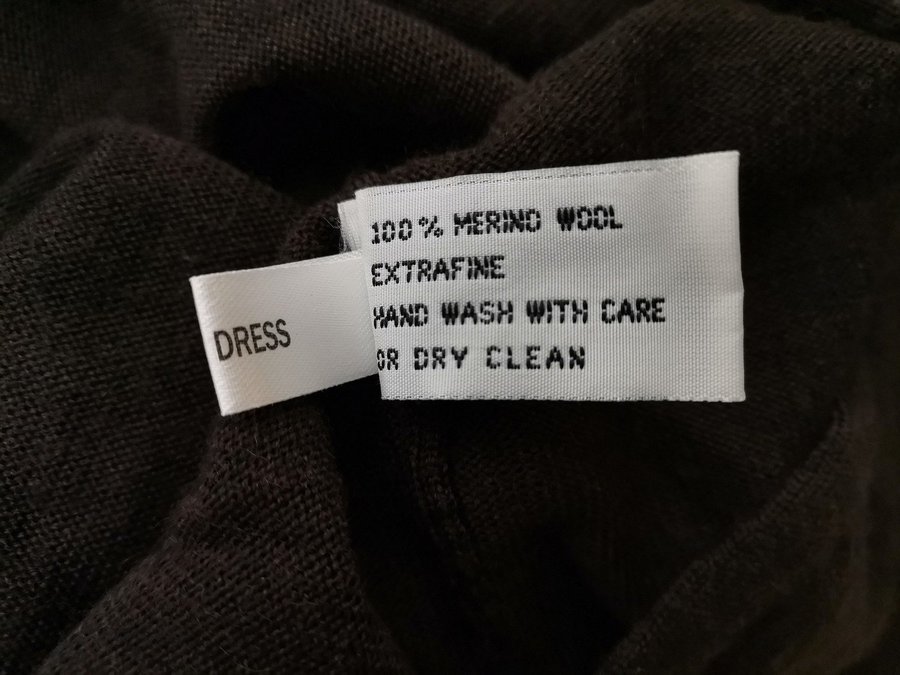 DRESS
100% MERINO WOOL
EXTRAFINE
HAND WASH WITH CARE
OR DRY CLEAN